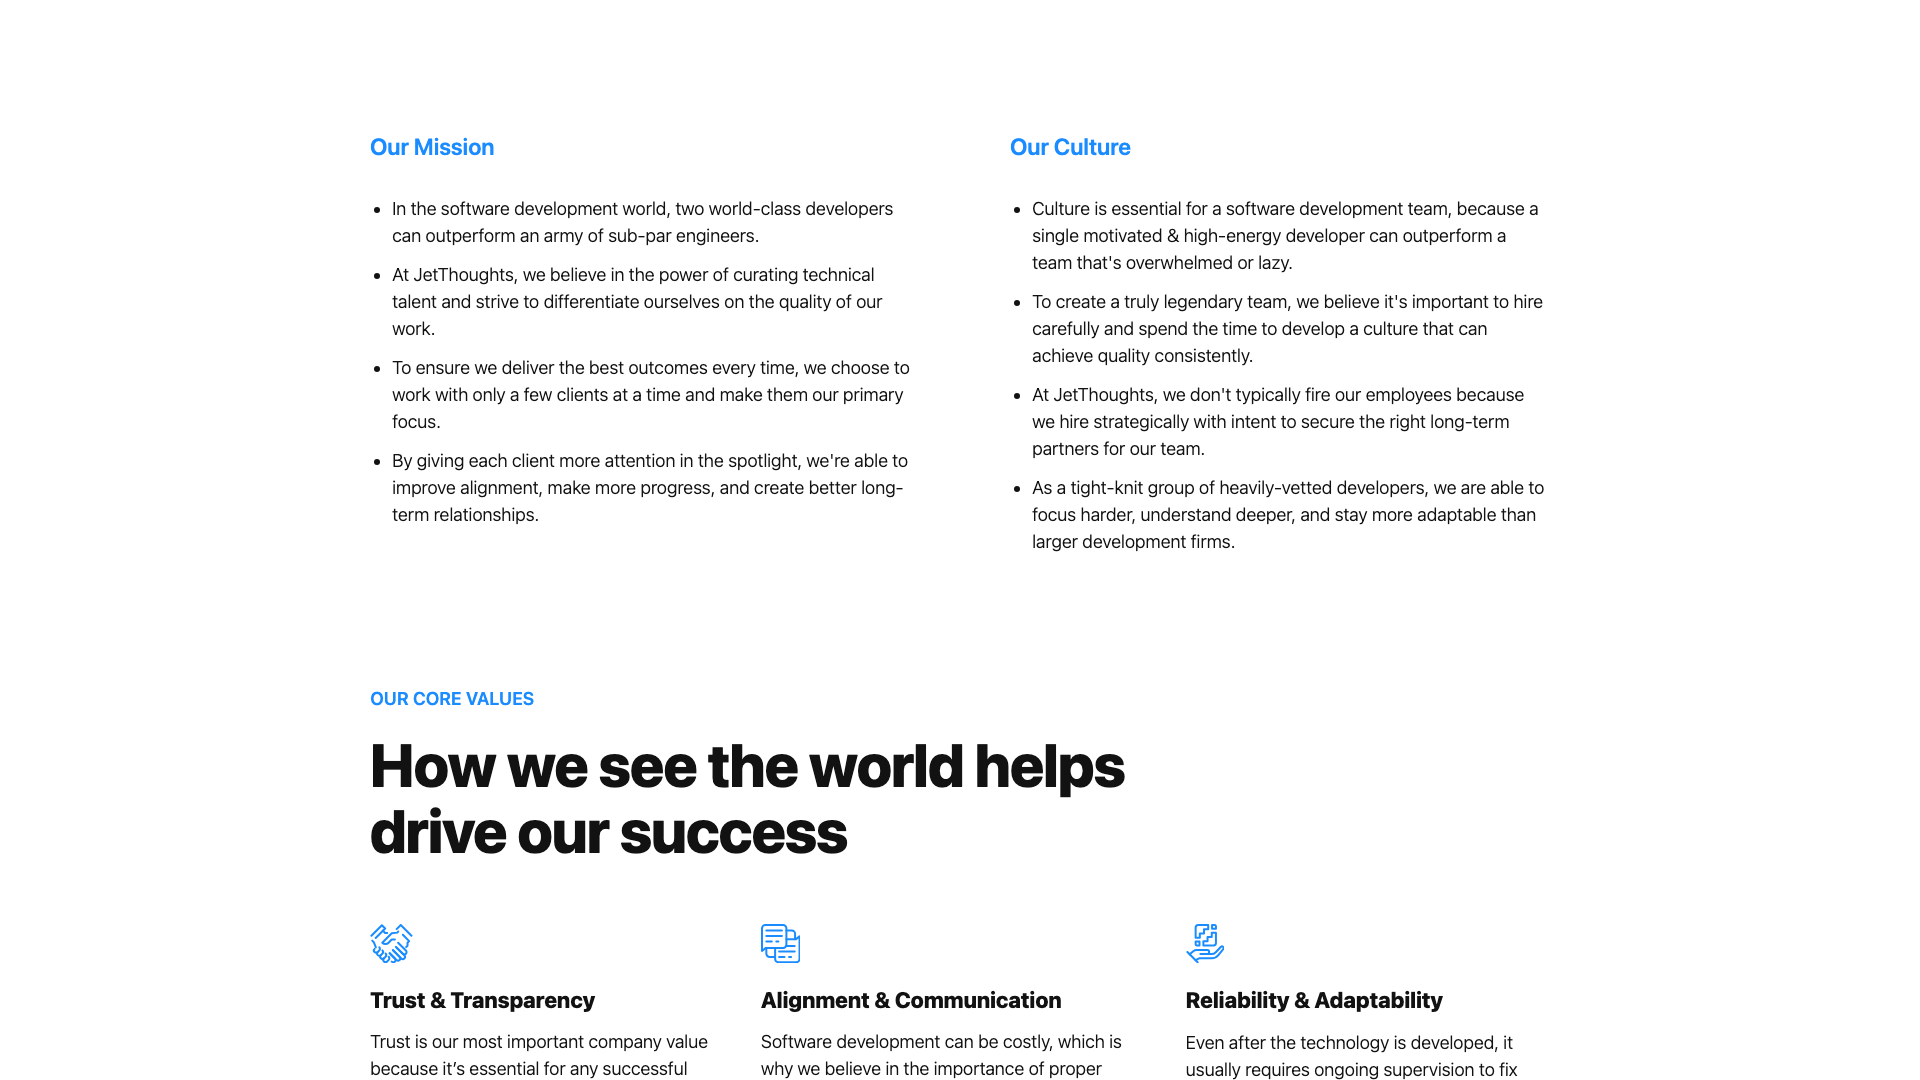 Our Mission
In the software development world, two world-class developers
can outperform an army of sub-par engineers.
At JetThoughts, we believe in the power of curating technical
talent and strive to differentiate ourselves on the quality of our
work.
To ensure we deliver the best outcomes every time, we choose to
work with only a few clients at a time and make them our primary
focus.
By giving each client more attention in the spotlight, we're able to
improve alignment, make more progress, and create better long-
term relationships.
Our Culture
Culture is essential for a software development team, because a
single motivated & high-energy developer can outperform a
team that's overwhelmed or lazy.
To create a truly legendary team, we believe it's important to hire
carefully and spend the time to develop a culture that can
achieve quality consistently.
At JetThoughts, we don't typically fire our employees because
we hire strategically with intent to secure the right long-term
partners for our team.
As a tight-knit group of heavily-vetted developers, we are able to
focus harder, understand deeper, and stay more adaptable than
larger development firms.
OUR CORE VALUES
How we see the world helps
drive our success
Trust & Transparency
Trust is our most important company value
because it’s essential for any successful
Alignment & Communication
Software development can be costly, which is
why we believe in the importance of proper
Reliability & Adaptability
Even after the technology is developed, it
usually requires ongoing supervision to fix